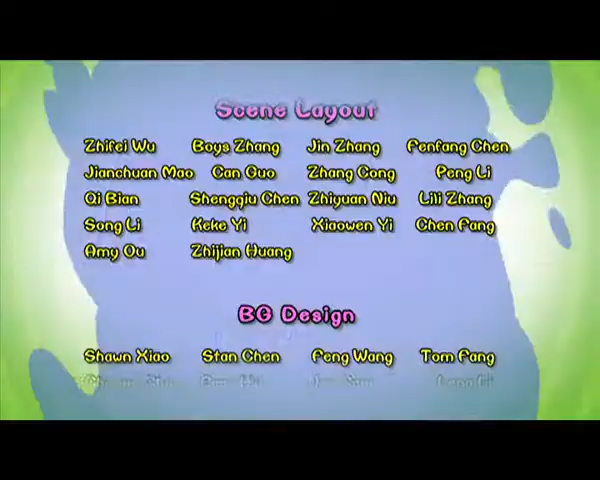 Scene Layout
Zhifei Wu Boys Zhang Jin Zhang Fenfang Chen
Jianchuan Mao Can Guo Zhang Cong Peng Li
Qi Bian Shengqiu Chen Zhiyuan Niu Lili Zhang
Song Li Keke Yi Xiaowen Yi Chen Fang
Amy Ou Zhijian Huang
BG Design
Shawn Xiao Stan Chen Feng Wang Tom Fang